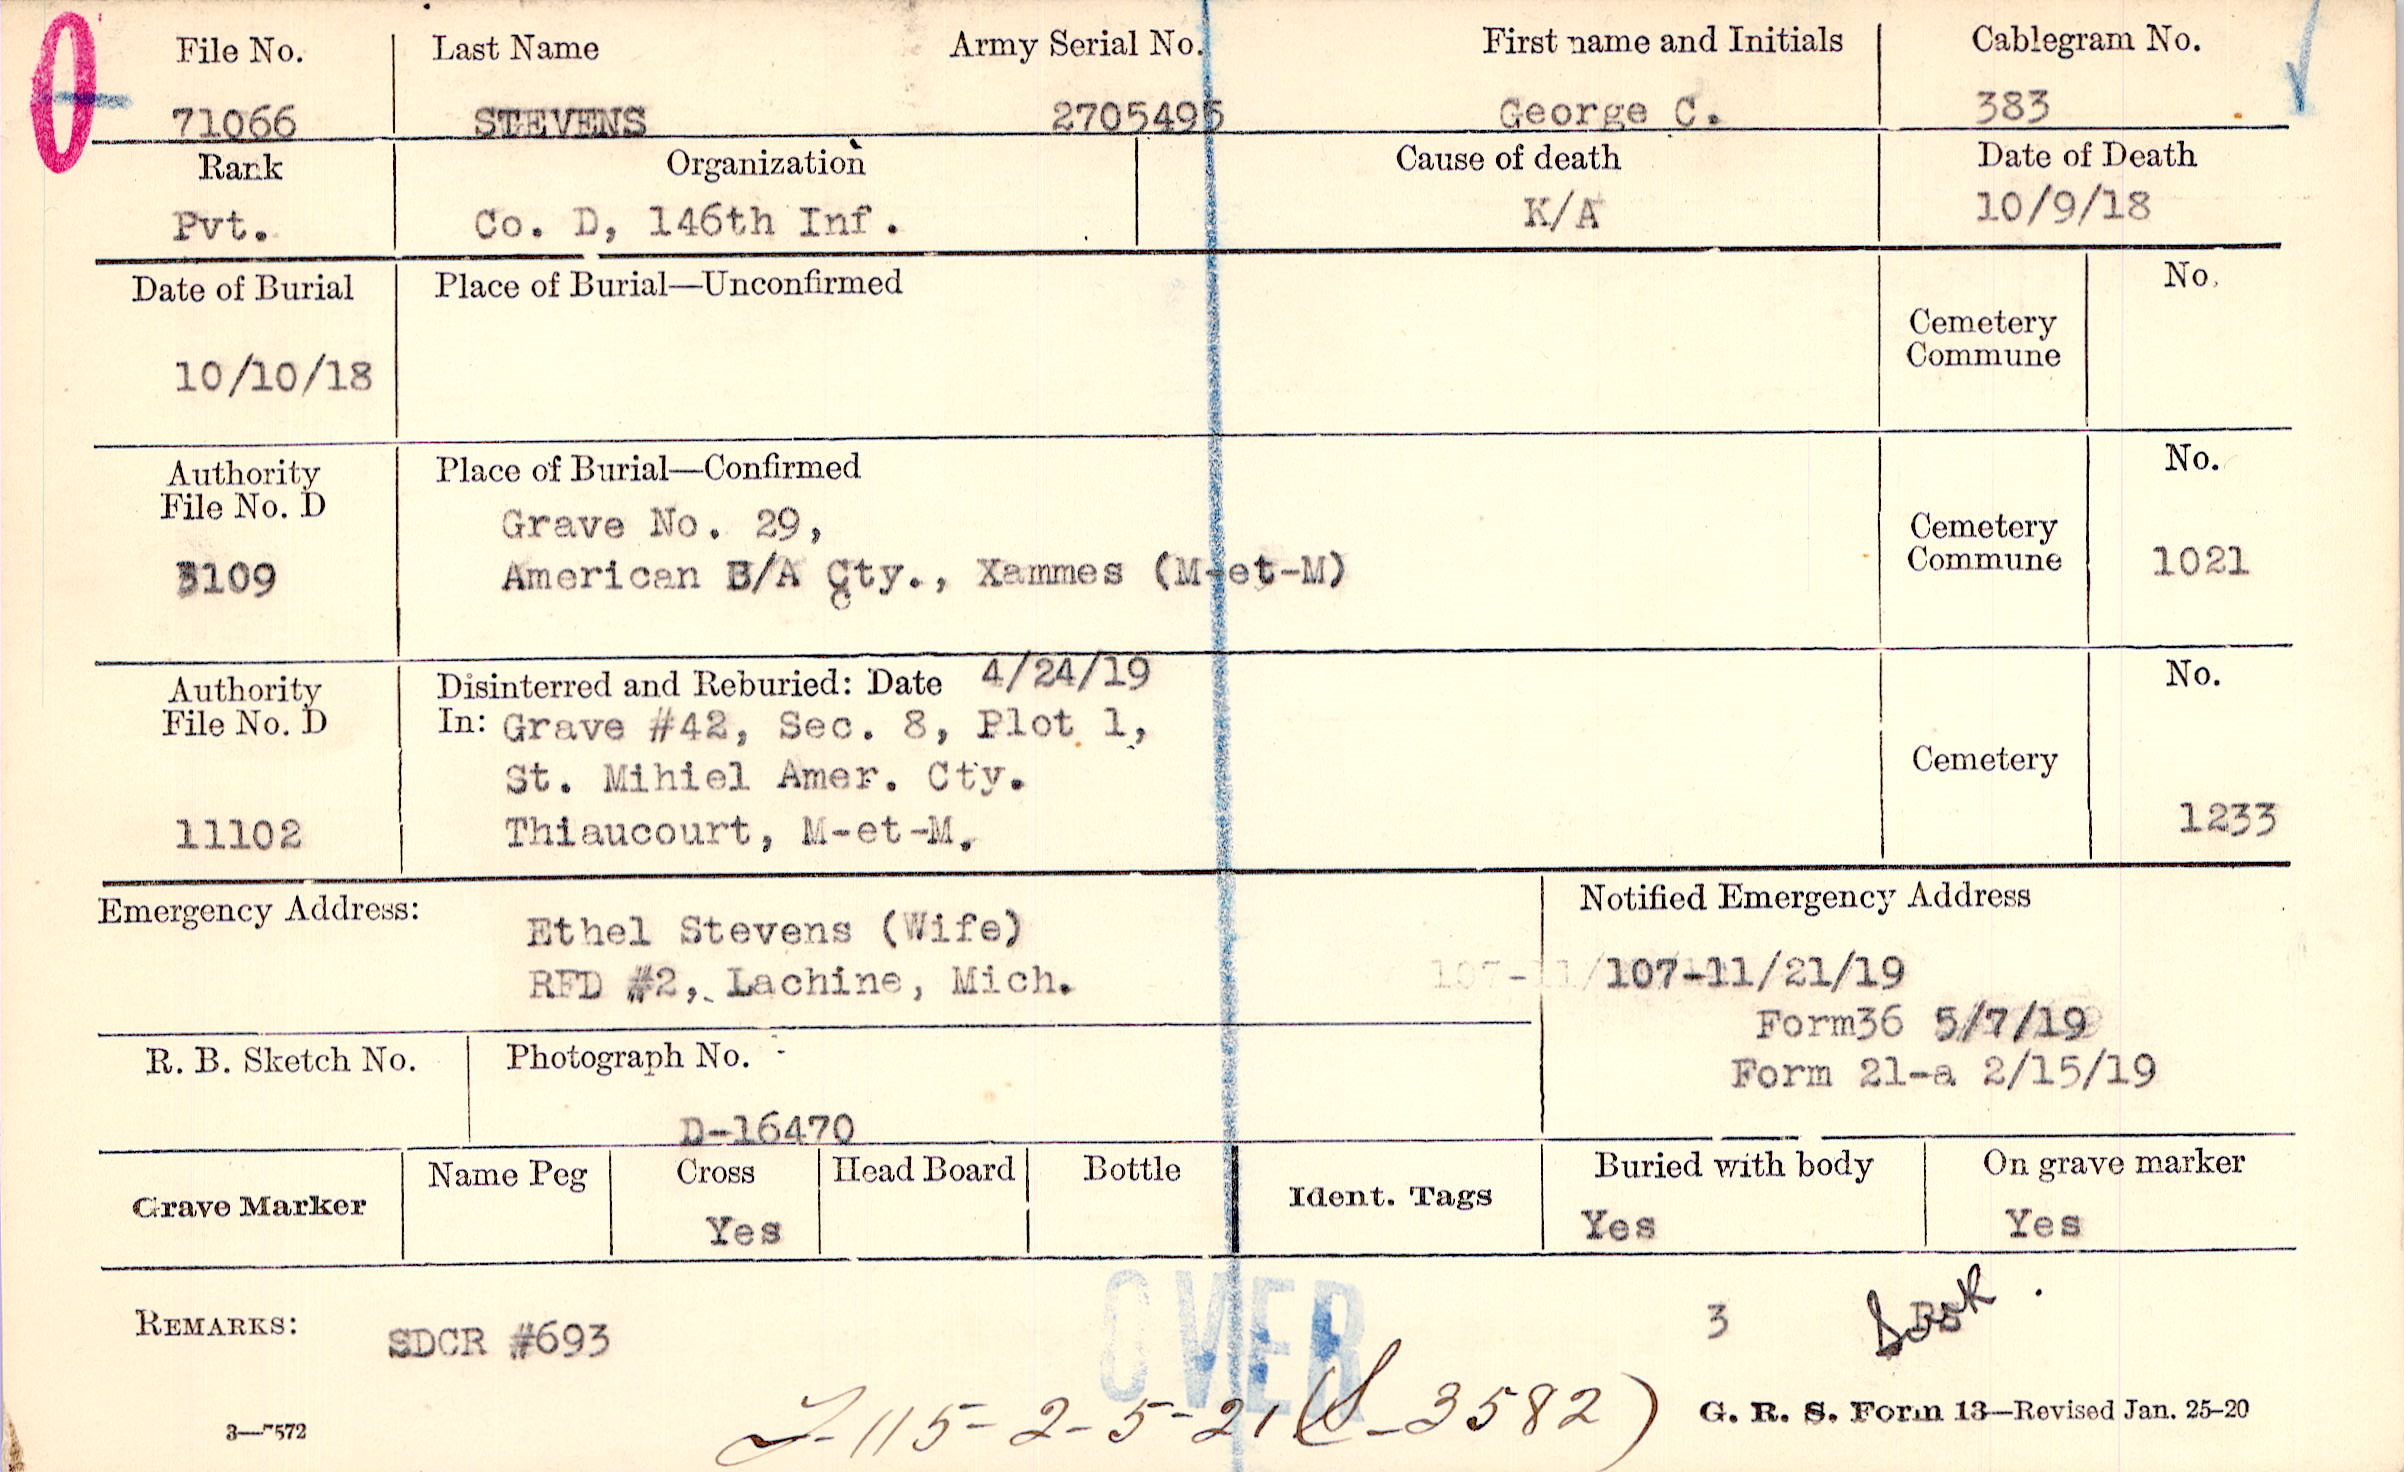 File No. Last Name Army Serial No. First name and Initials Cablegram No.
71066 STEVENS 2705495 George C. 383
Rank Organization Cause of death Date of Death
Pvt. Co. D, 146th Inf. K/A 10/9/18
Date of Burial Place of Burial—Unconfirmed No.
Cemetery
Commune
10/10/18
Authority Place of Burial—Confirmed No.
File No. D Grave No. 29, Cemetery
3109 American B/A Cty., Xammes (M-et-M) Commune 1021
Authority Disinterred and Reburied: Date 4/24/19 No.
File No. D In: Grave #42, Sec. 8, Plot 1,
St. Mihiel Amer. Cty. Cemetery
11102 Thiaucourt, M-et-M. 1233
Emergency Address: Notified Emergency Address
Ethel Stevens (Wife)
RFD #2, Lachine, Mich. 107-11/21/19
Form36 5/7/19
R. B. Sketch No. Photograph No. Form 21-a 2/15/19
D-16470
Grave Marker Name Peg Cross Head Board Bottle Ident. Tags Buried with body On grave marker
Yes Yes Yes
OVER
REMARKS: SDCR #693 3
115-2-5-21 (S-3582) G. R. S. Form 13—Revised Jan. 25-20
3—7572